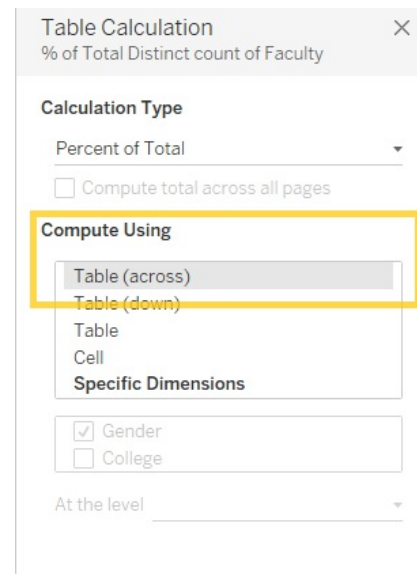 Table Calculation
% of Total Distinct count of Faculty
Calculation Type
Percent of Total
Compute total across all pages
Compute Using
Table (across)
Table (down)
Table
Cell
Specific Dimensions
Gender
College
At the level